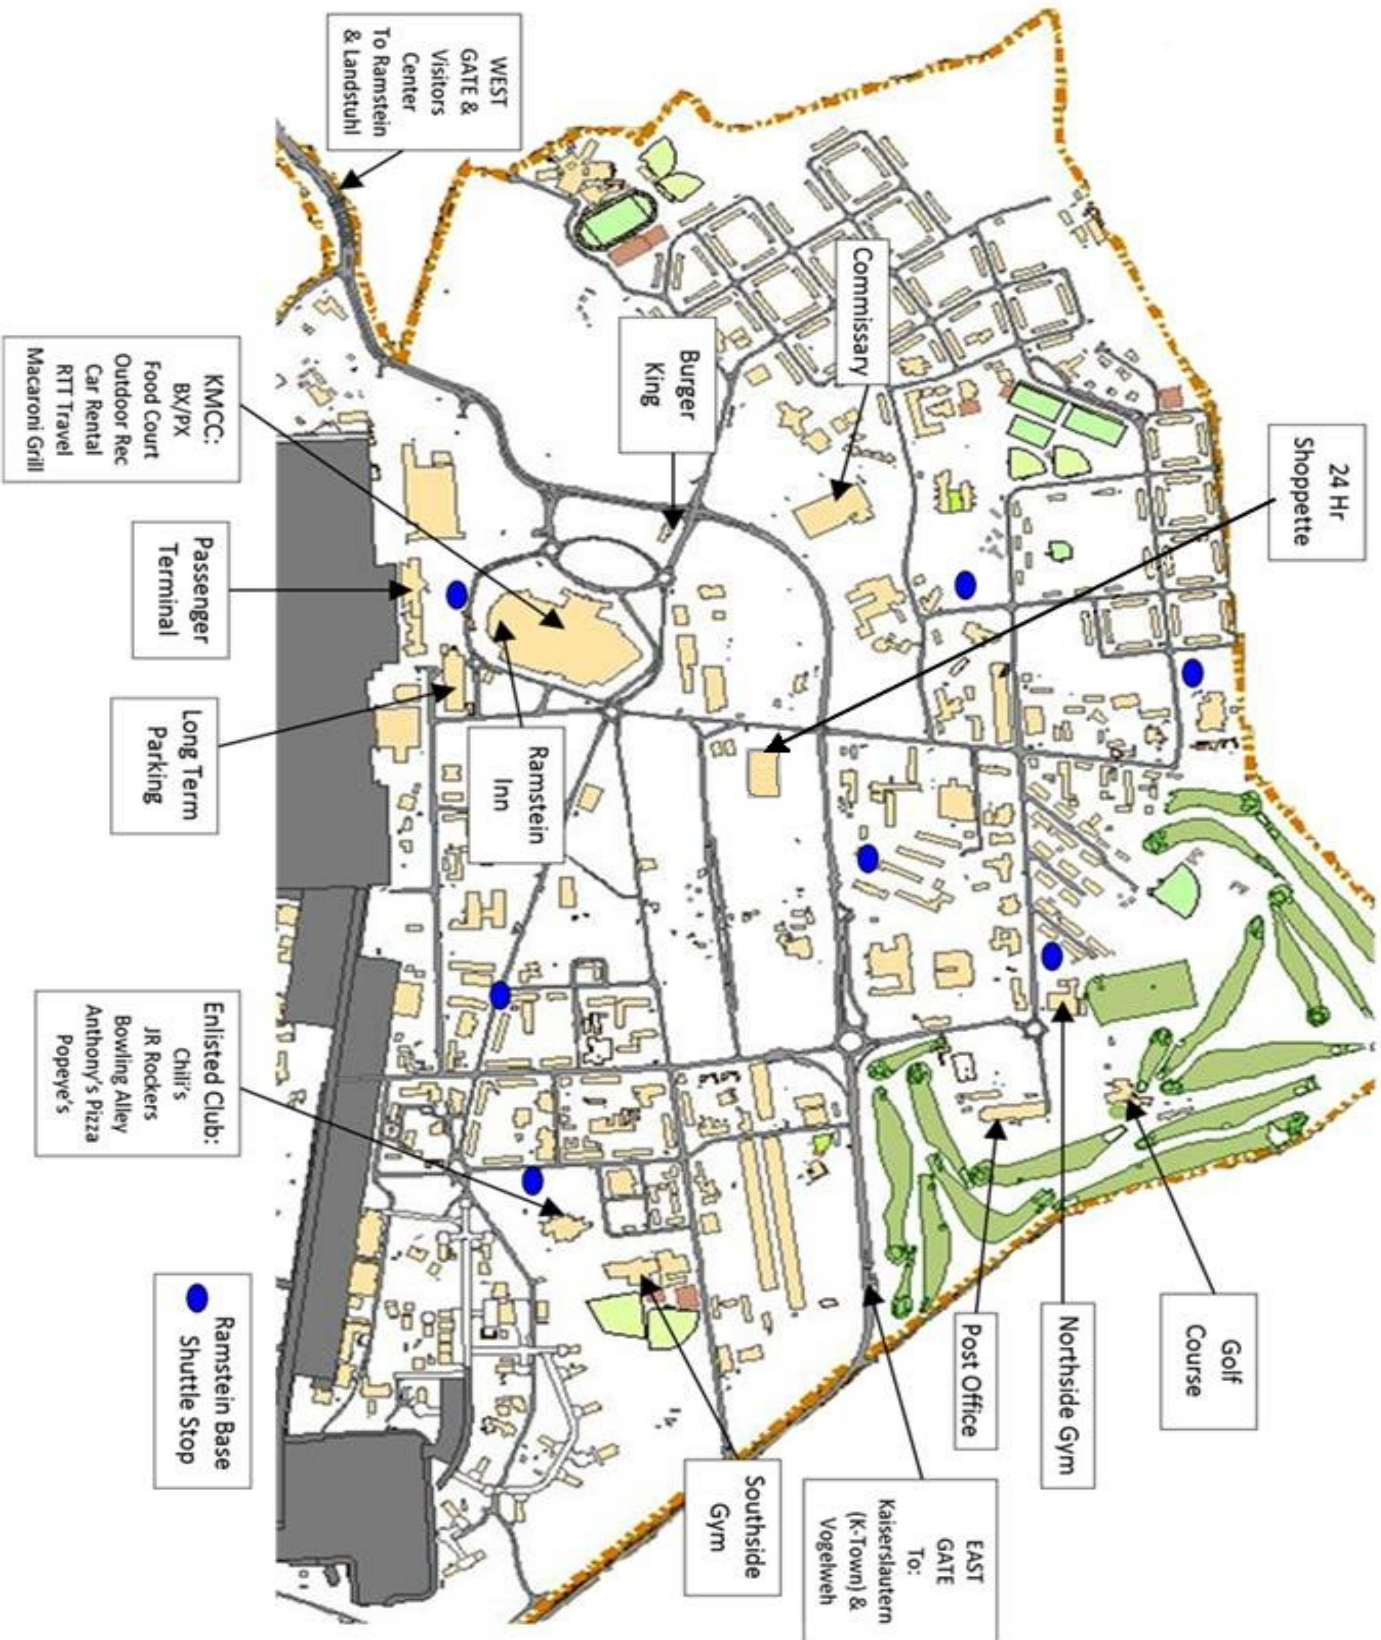 WEST
GATE &
Visitors
Center
To Ramstein
& Landstuhl
Commissary
Burger
King
24 Hr
Shoppette
KMCC:
BX/PX
Food Court
Outdoor Rec
Car Rental
RTT Travel
Macaroni Grill
Passenger
Terminal
Long Term
Parking
Ramstein
Inn
Enlisted Club:
Chili's
JR Rockers
Bowling Alley
Anthony's Pizza
Popeye's
Ramstein Base
Shuttle Stop
Golf
Course
Northside Gym
Post Office
EAST
GATE
To:
Kaiserslautern
(K-Town) &
Vogelweh
Southside
Gym